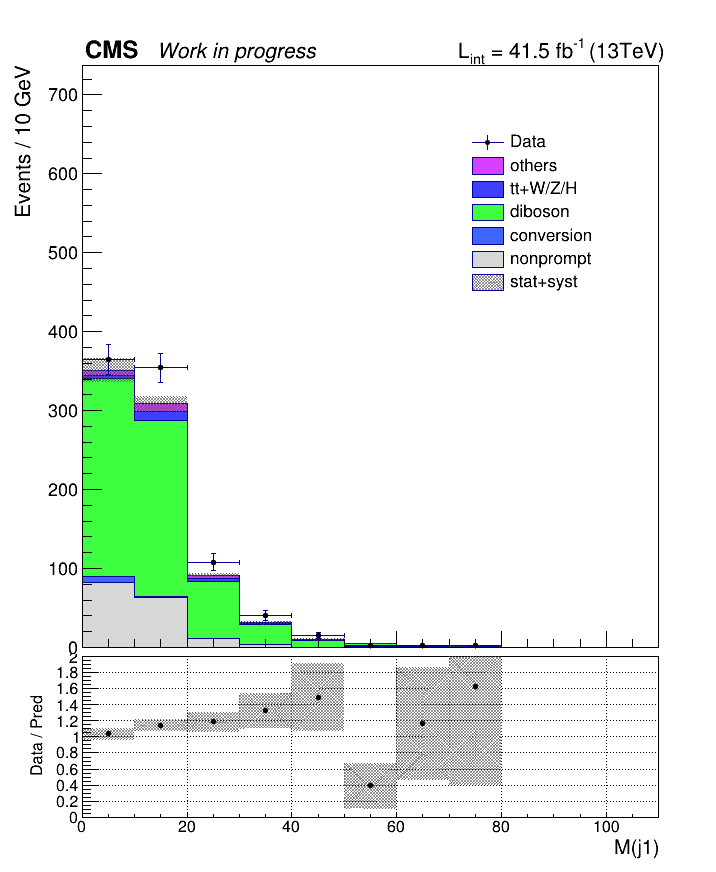 CMS Work in progress L_int = 41.5 fb^-1 (13TeV)
Events / 10 GeV
700
600
500
400
300
200
100
0
Data
others
tt+W/Z/H
diboson
conversion
nonprompt
stat+syst
Data / Pred
2
1.8
1.6
1.4
1.2
1
0.8
0.6
0.4
0.2
0
0 20 40 60 80 100
M(j1)